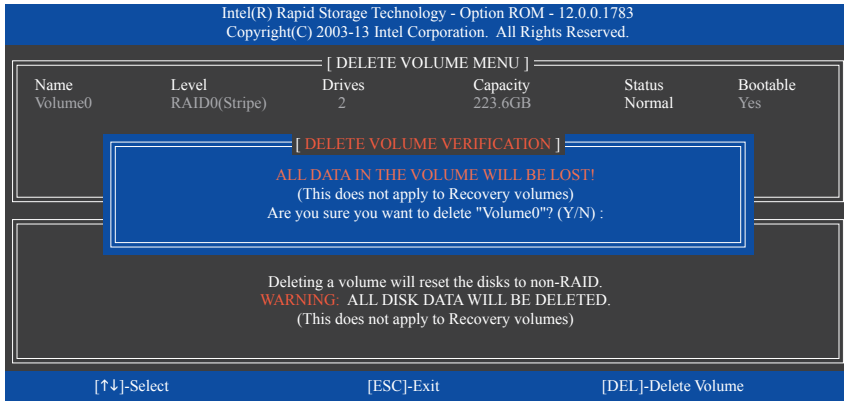 Intel(R) Rapid Storage Technology - Option ROM - 12.0.0.1783
Copyright(C) 2003-13 Intel Corporation. All Rights Reserved.
[ DELETE VOLUME MENU ]
Name Level Drives Capacity Status Bootable
Volume0 RAID0(Stripe) 2 223.6GB Normal Yes
[ DELETE VOLUME VERIFICATION ]
ALL DATA IN THE VOLUME WILL BE LOST!
(This does not apply to Recovery volumes)
Are you sure you want to delete "Volume0"? (Y/N) :
Deleting a volume will reset the disks to non-RAID.
WARNING: ALL DISK DATA WILL BE DELETED.
(This does not apply to Recovery volumes)
[↑↓]-Select [ESC]-Exit [DEL]-Delete Volume